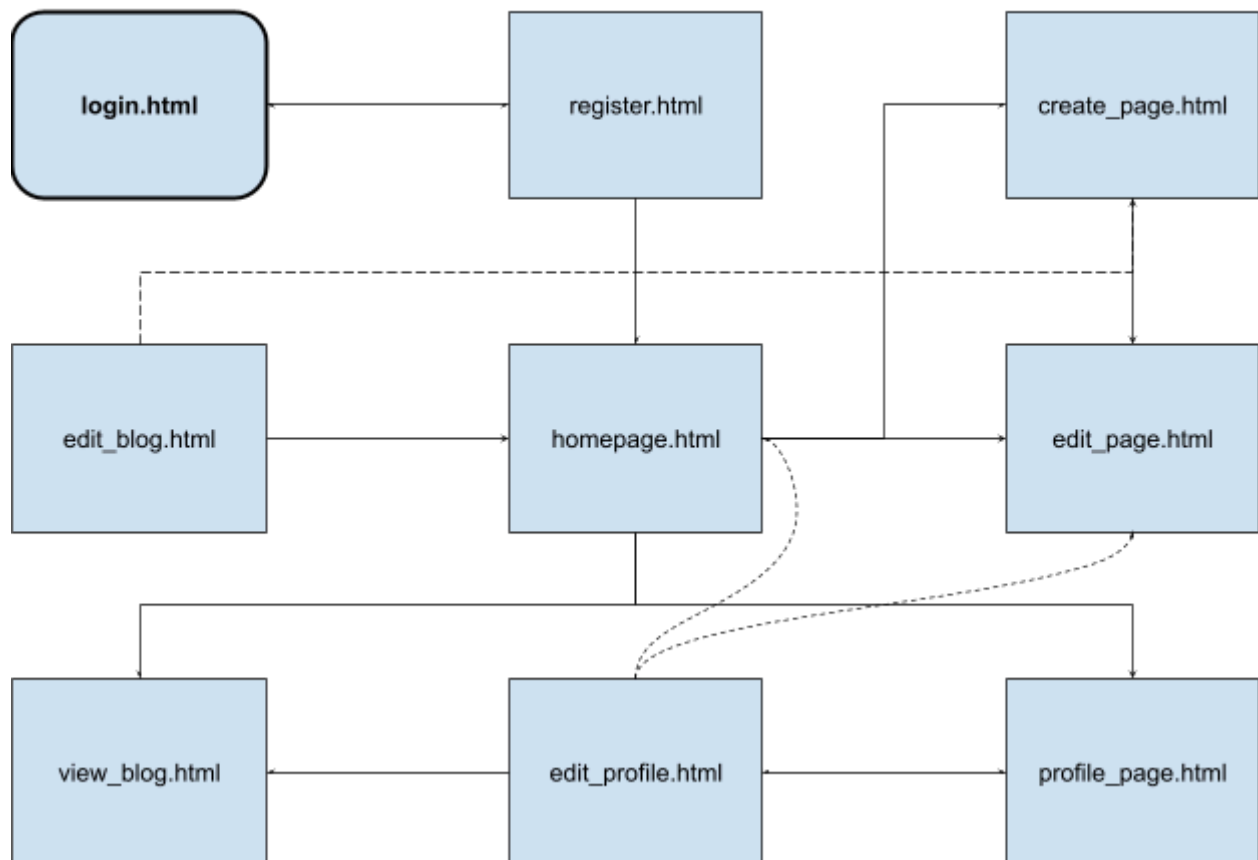 login.html
register.html
create_page.html
edit_blog.html
homepage.html
edit_page.html
view_blog.html
edit_profile.html
profile_page.html